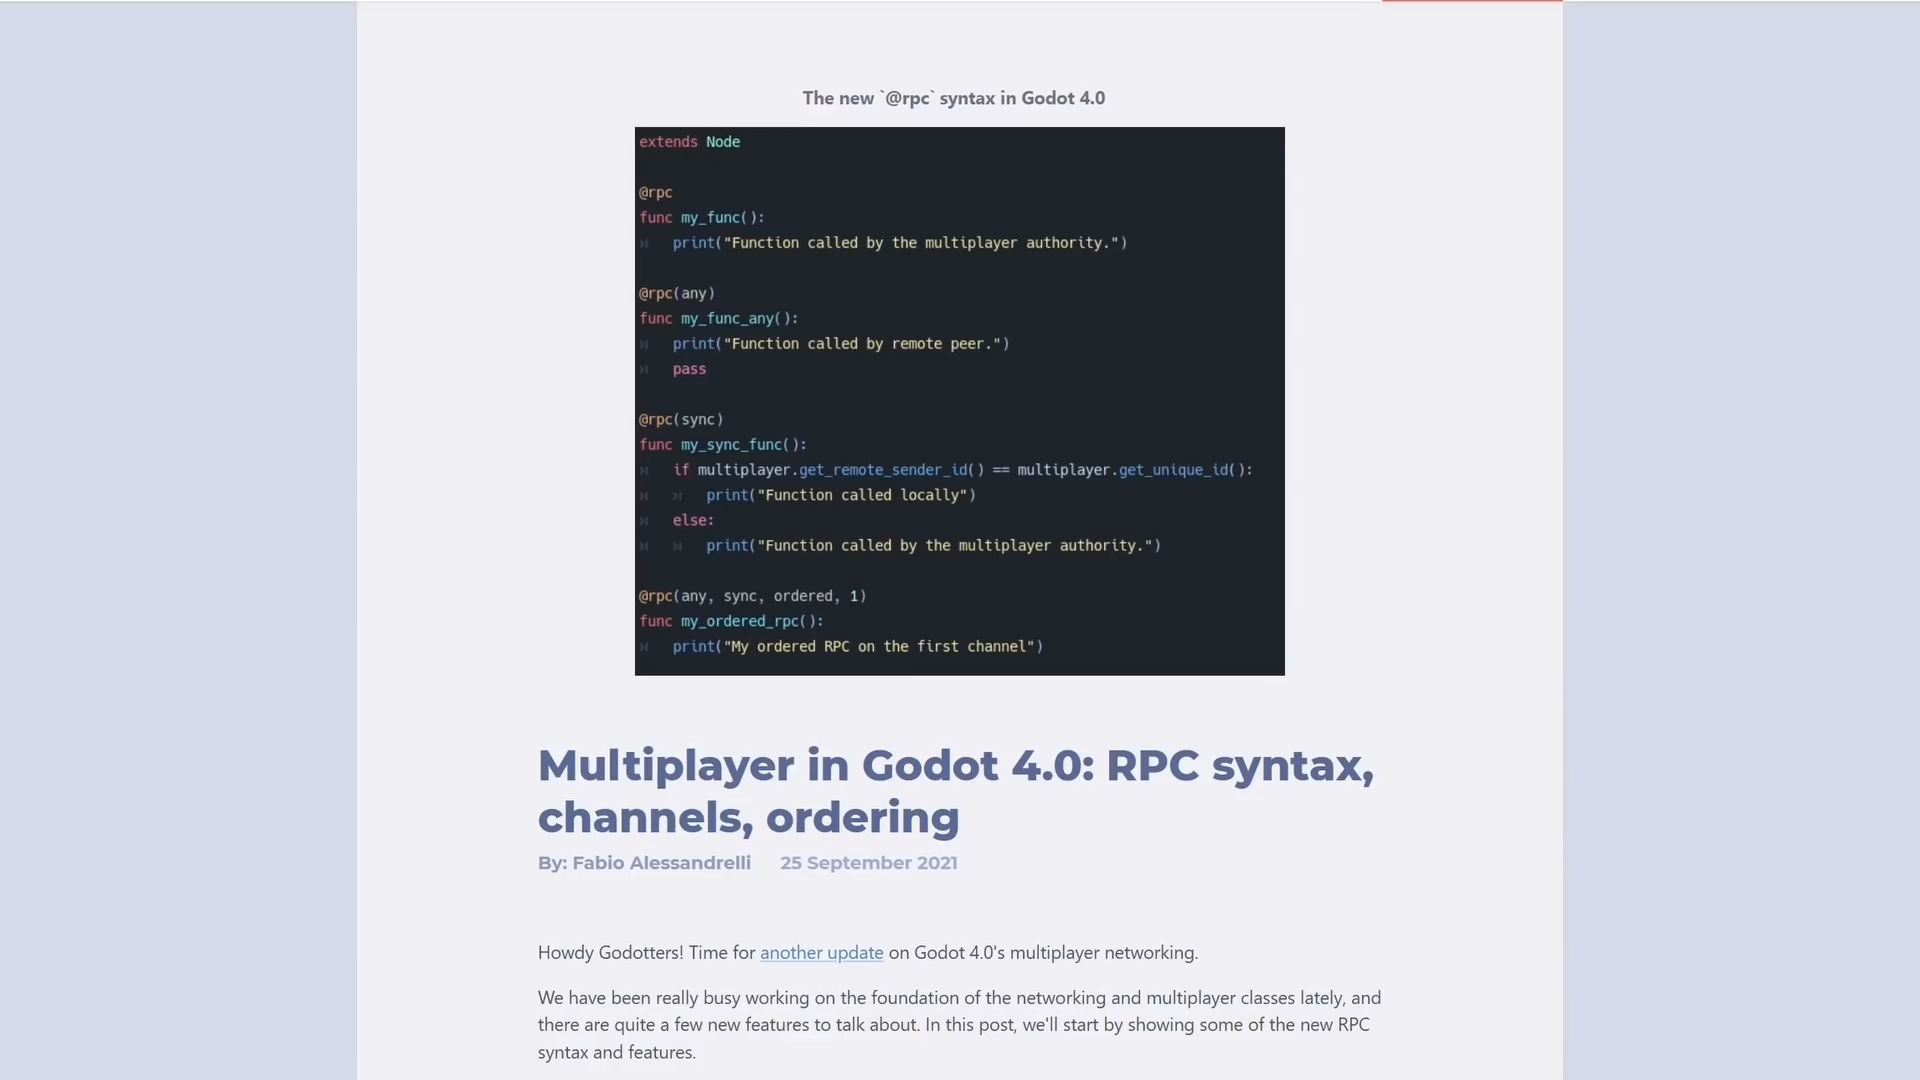 The new `@rpc` syntax in Godot 4.0
extends Node
@rpc
func my_func():
print("Function called by the multiplayer authority.")
@rpc(any)
func my_func_any():
print("Function called by remote peer.")
pass
@rpc(sync)
func my_sync_func():
if multiplayer.get_remote_sender_id() == multiplayer.get_unique_id():
print("Function called locally")
else:
print("Function called by the multiplayer authority.")
@rpc(any, sync, ordered, 1)
func my_ordered_rpc():
print("My ordered RPC on the first channel")
Multiplayer in Godot 4.0: RPC syntax,
channels, ordering
By: Fabio Alessandrelli 25 September 2021
Howdy Godotters! Time for another update on Godot 4.0's multiplayer networking.
We have been really busy working on the foundation of the networking and multiplayer classes lately, and
there are quite a few new features to talk about. In this post, we'll start by showing some of the new RPC
syntax and features.